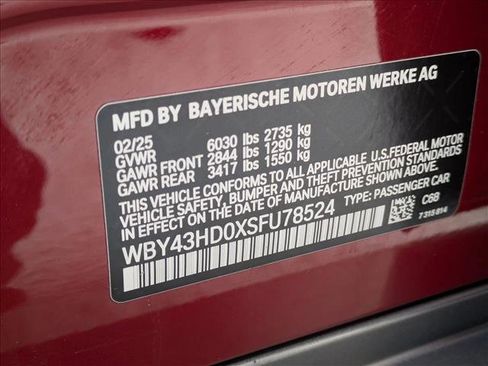 MFD BY BAYERISCHE MOTOREN WERKE AG
02/25
GVWR 6030 lbs 2735 kg
GAWR FRONT 2844 lbs 1290 kg
GAWR REAR 3417 lbs 1550 kg
THIS VEHICLE CONFORMS TO ALL APPLICABLE U.S.FEDERAL MOTOR
VEHICLE SAFETY, BUMPER AND THEFT PREVENTION STANDARDS
IN EFFECT ON THE DATE OF MANUFACTURE SHOWN ABOVE.
WBY43HD0XSFU78524 TYPE: PASSENGER CAR
C68
7 315 814